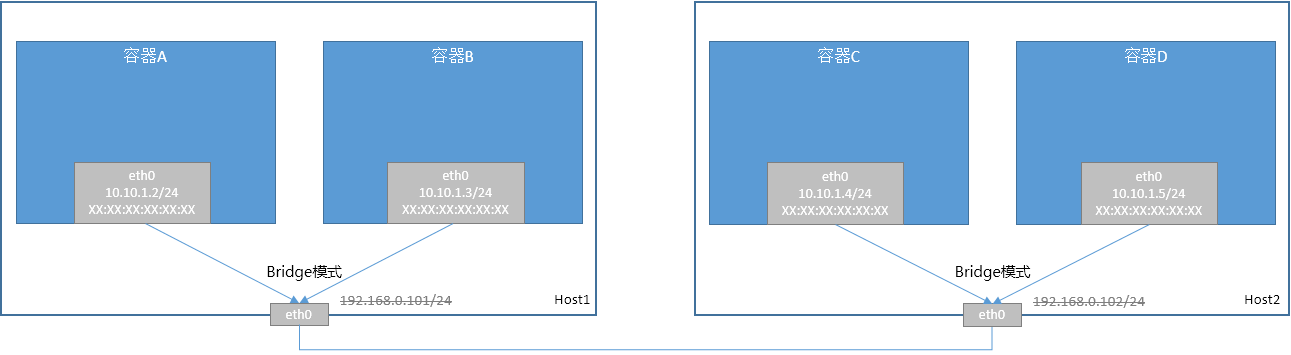 容器A
eth0
10.10.1.2/24
XX:XX:XX:XX:XX:XX
容器B
eth0
10.10.1.3/24
XX:XX:XX:XX:XX:XX
Bridge模式
192.168.0.101/24
Host1
eth0
容器C
eth0
10.10.1.4/24
XX:XX:XX:XX:XX:XX
容器D
eth0
10.10.1.5/24
XX:XX:XX:XX:XX:XX
Bridge模式
192.168.0.102/24
Host2
eth0